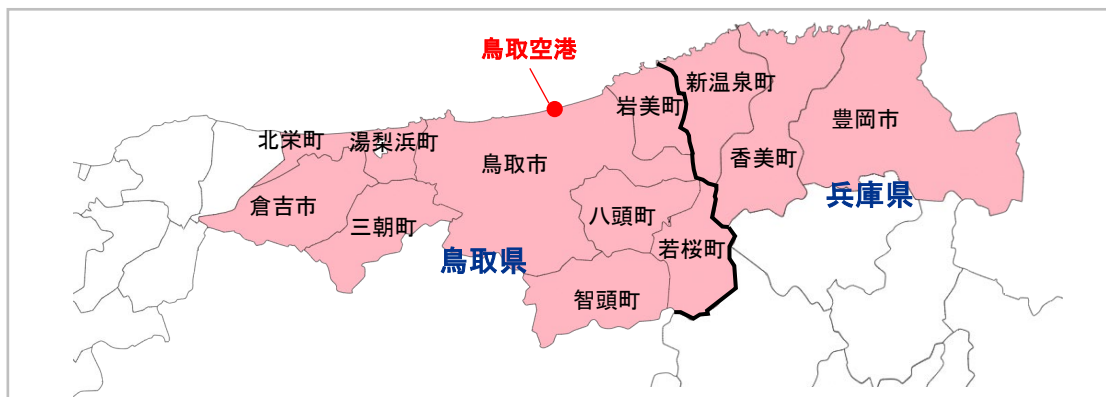 鳥取空港
岩美町
新温泉町
豊岡市
北栄町
湯梨浜町
鳥取市
香美町
兵庫県
倉吉市
三朝町
八頭町
若桜町
鳥取県
智頭町